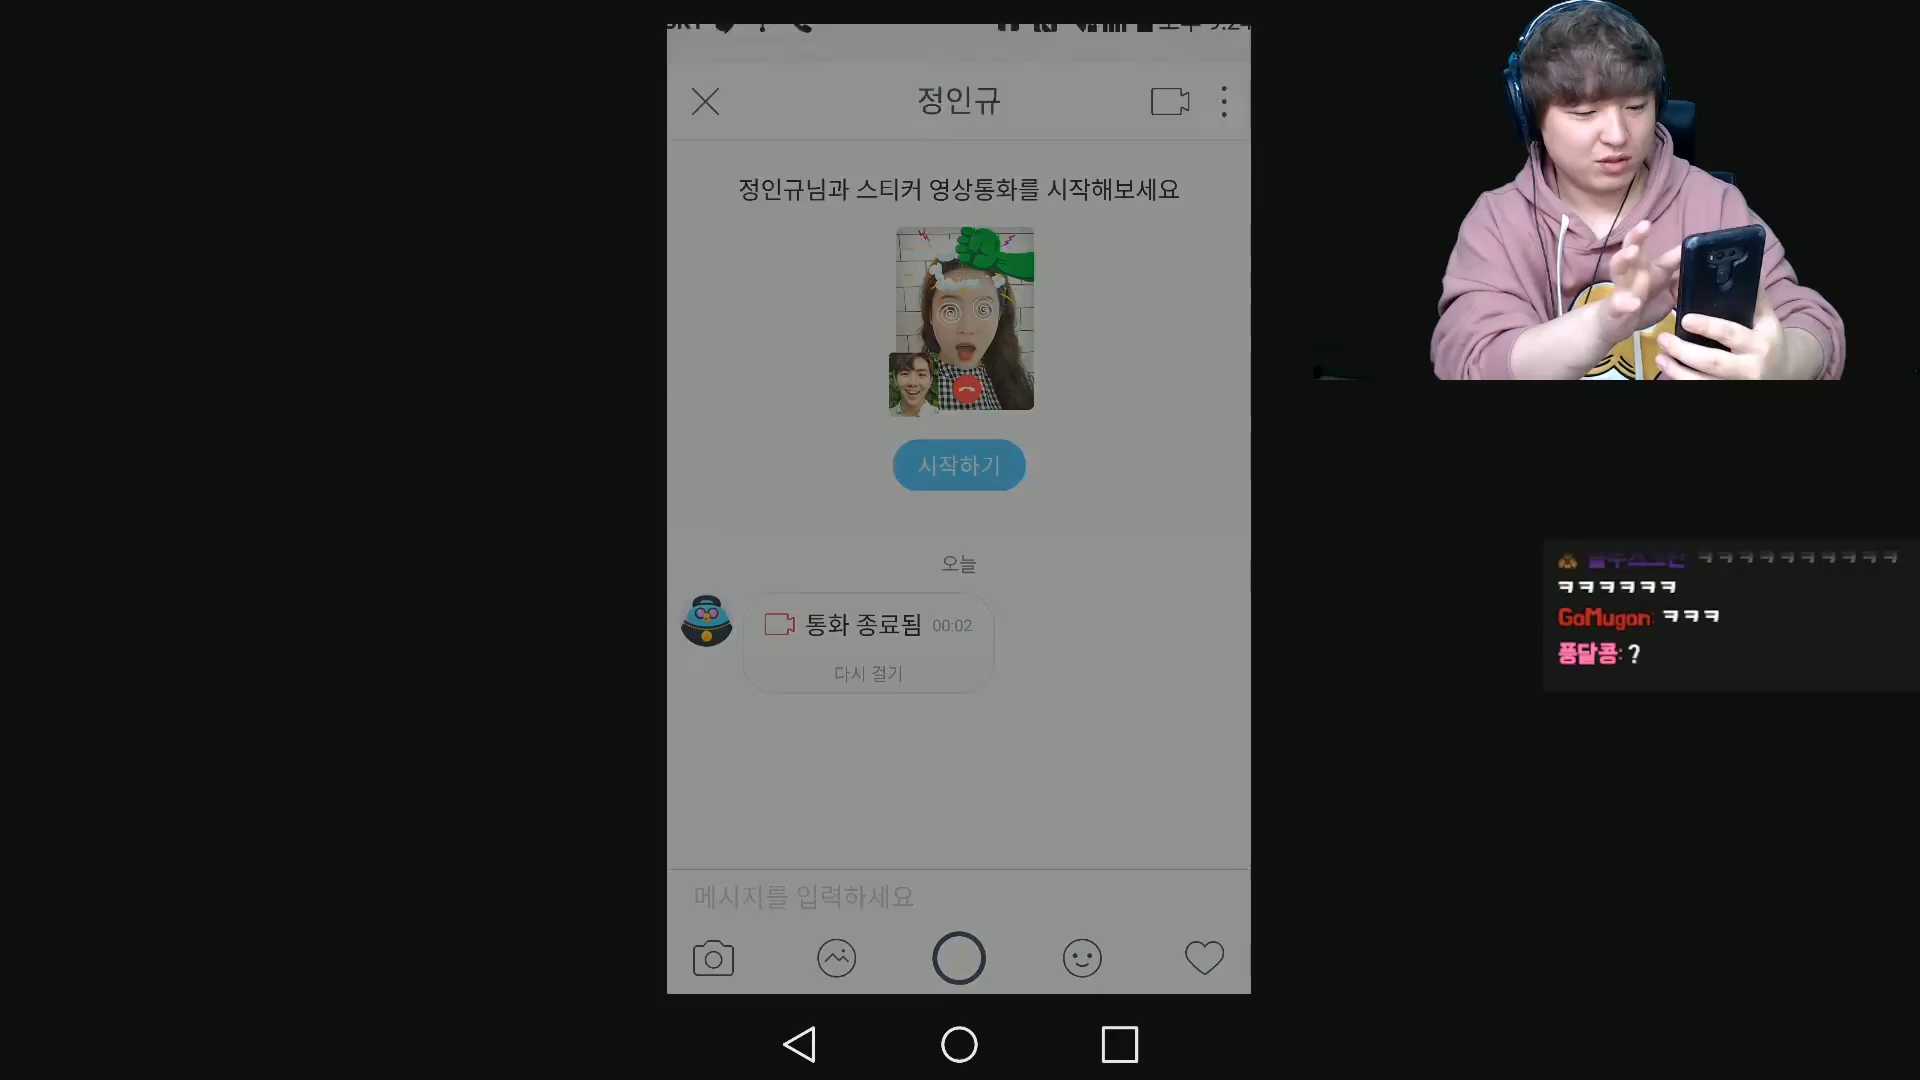 정인규
정인규님과 스티커 영상통화를 시작해보세요
시작하기
오늘
통화 종료됨 00:02
다시 걸기
메시지를 입력하세요
ㅋㅋㅋㅋㅋㅋㅋㅋㅋㅋ
ㅋㅋㅋㅋㅋㅋ
GoMugon: ㅋㅋㅋ
풍달콩: ?